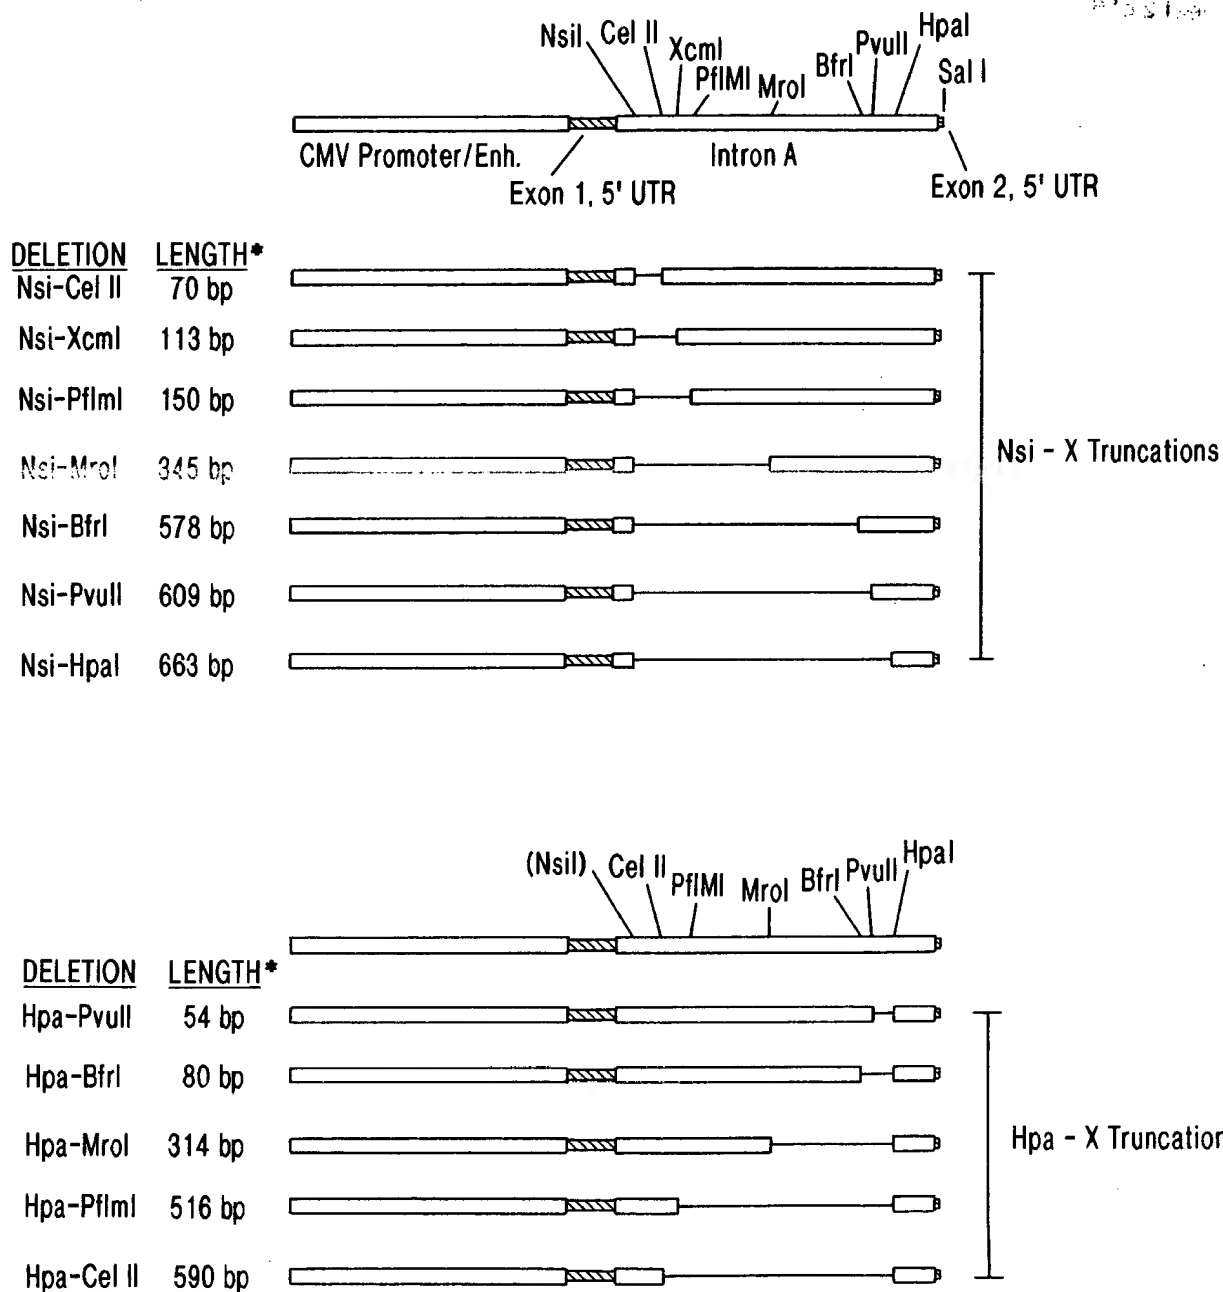 NsiI Cel II XcmI PflMI MroI BfrI PvuII HpaI Sal I
CMV Promoter/Enh. Intron A
Exon 1, 5' UTR Exon 2, 5' UTR
DELETION LENGTH*
Nsi-Cel II 70 bp
Nsi-XcmI 113 bp
Nsi-PflmI 150 bp
Nsi-MroI 345 bp
Nsi-BfrI 578 bp
Nsi-PvuII 609 bp
Nsi-HpaI 663 bp
Nsi - X Truncations
(NsiI) Cel II PflMI MroI BfrI PvuII HpaI
DELETION LENGTH*
Hpa-PvuII 54 bp
Hpa-BfrI 80 bp
Hpa-MroI 314 bp
Hpa-PflmI 516 bp
Hpa-Cel II 590 bp
Hpa - X Truncation